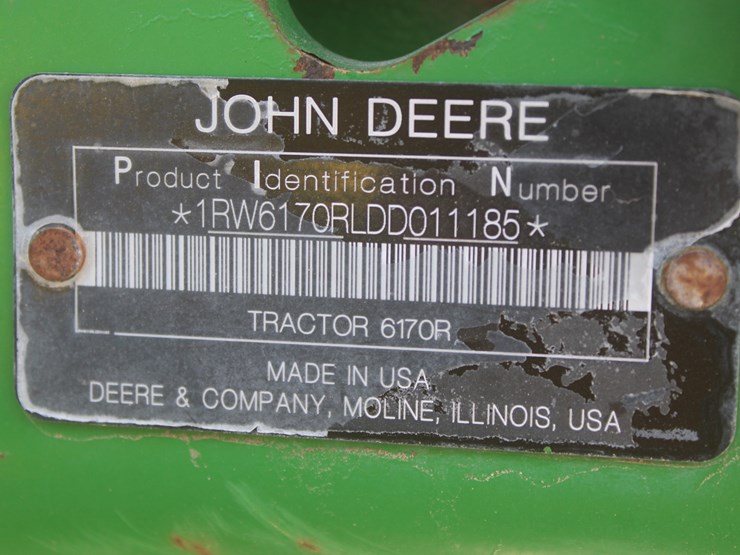 JOHN DEERE
Product Identification Number
*1RW6170RLDD011185*
TRACTOR 6170R
MADE IN USA
DEERE & COMPANY, MOLINE, ILLINOIS, USA